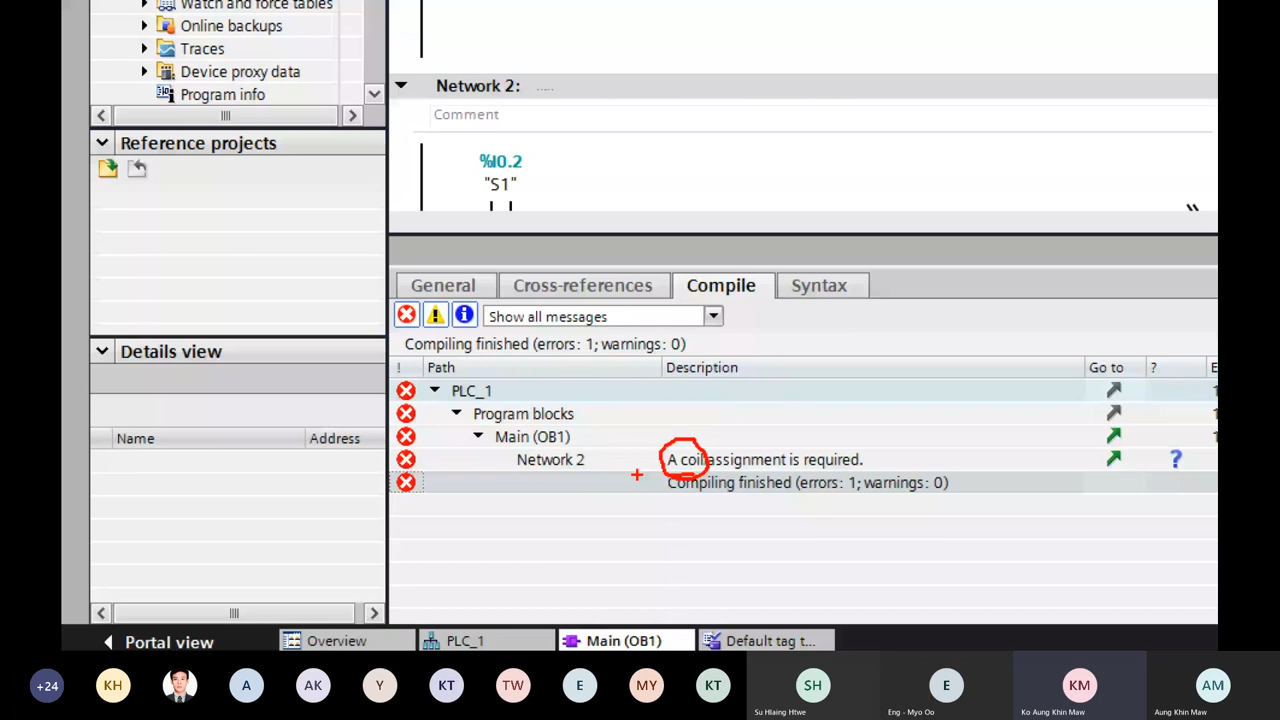 Watch and force tables
Online backups
Traces
Device proxy data
Program info
Reference projects
Details view
Name Address
Portal view
Network 2: .....
Comment
%I0.2
"S1"
General Cross-references Compile Syntax
Show all messages
Compiling finished (errors: 1; warnings: 0)
! Path Description Go to ? E
PLC_1 1
Program blocks 1
Main (OB1) 1
Network 2 A coil assignment is required. ?
Compiling finished (errors: 1; warnings: 0)
Overview PLC_1 Main (OB1) Default tag t...
+24 KH A AK Y KT TW E MY KT SH E KM AM
Su Hlaing Htwe Eng - Myo Oo Ko Aung Khin Maw Aung Khin Maw